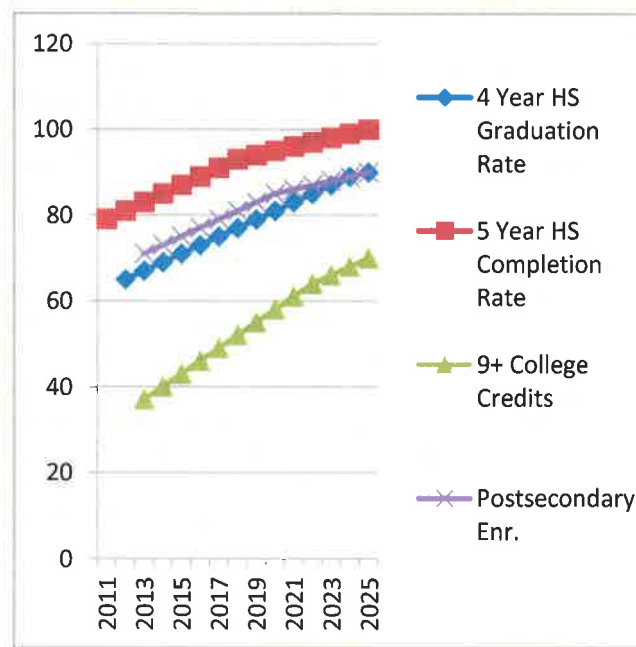 120
100
80
60
40
20
0
2011
2013
2015
2017
2019
2021
2023
2025
4 Year HS
Graduation
Rate
5 Year HS
Completion
Rate
9+ College
Credits
Postsecondary
Enr.